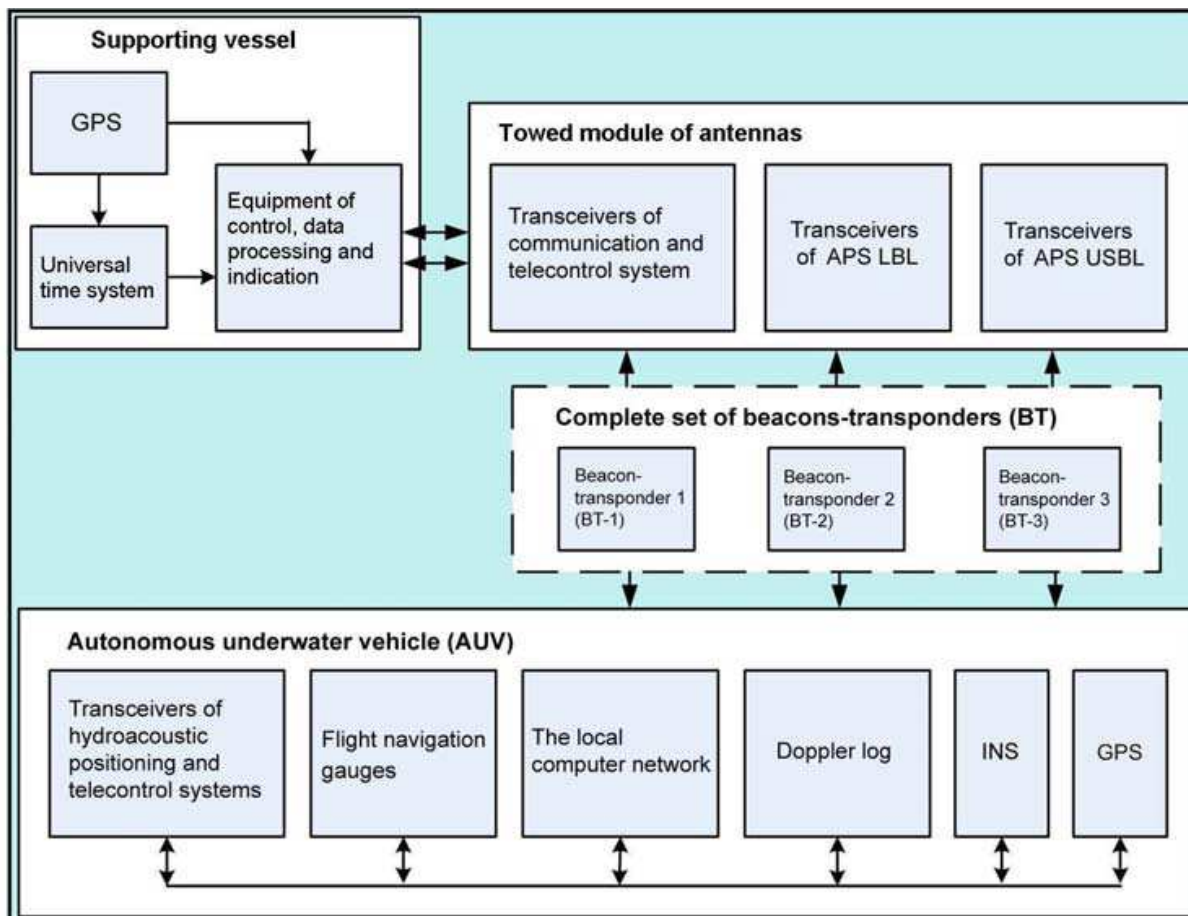 Supporting vessel
GPS
Universal
time system
Equipment of
control, data
processing and
indication
Towed module of antennas
Transceivers of
communication and
telecontrol system
Transceivers
of APS LBL
Transceivers
of APS USBL
Complete set of beacons-transponders (BT)
Beacon-
transponder 1
(BT-1)
Beacon-
transponder 2
(BT-2)
Beacon-
transponder 3
(BT-3)
Autonomous underwater vehicle (AUV)
Transceivers of
hydroacoustic
positioning and
telecontrol systems
Flight navigation
gauges
The local
computer network
Doppler log
INS
GPS